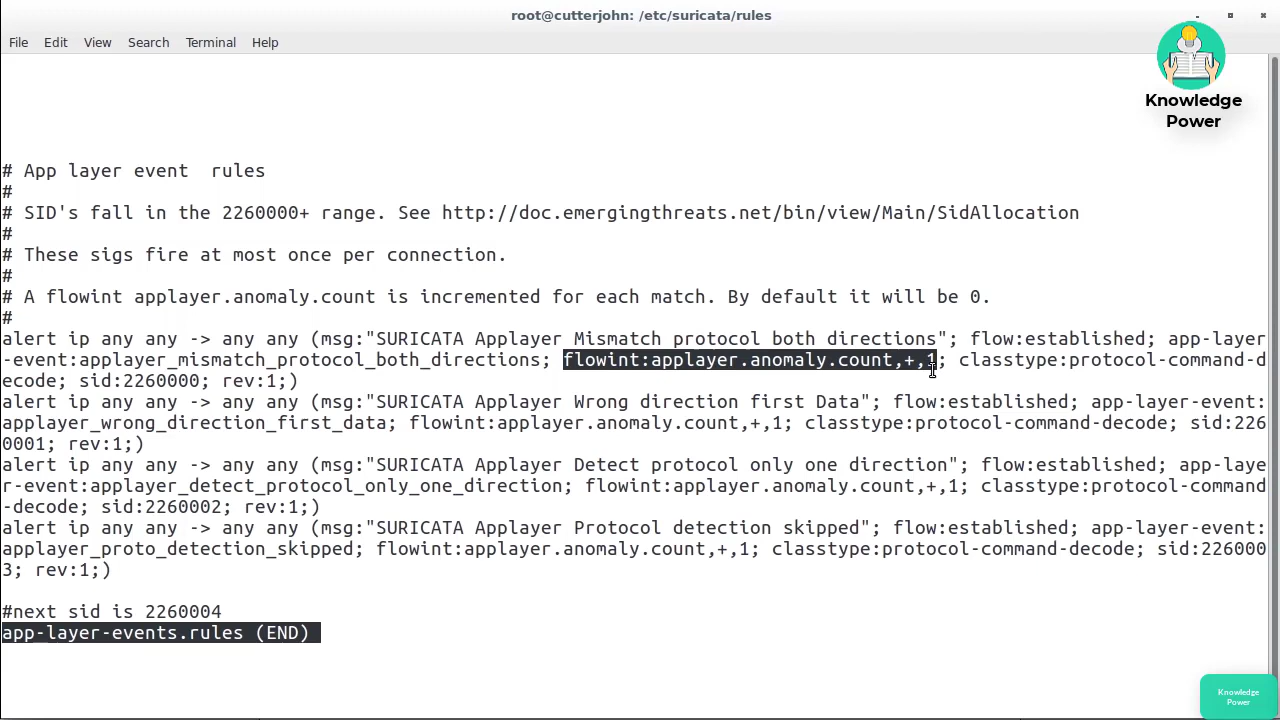 root@cutterjohn: /etc/suricata/rules
File Edit View Search Terminal Help
Knowledge
Power
# App layer event  rules
#
# SID's fall in the 2260000+ range. See http://doc.emergingthreats.net/bin/view/Main/SidAllocation
#
# These sigs fire at most once per connection.
#
# A flowint applayer.anomaly.count is incremented for each match. By default it will be 0.
#
alert ip any any -> any any (msg:"SURICATA Applayer Mismatch protocol both directions"; flow:established; app-layer
-event:applayer_mismatch_protocol_both_directions; flowint:applayer.anomaly.count,+,1; classtype:protocol-command-d
ecode; sid:2260000; rev:1;)
alert ip any any -> any any (msg:"SURICATA Applayer Wrong direction first Data"; flow:established; app-layer-event:
applayer_wrong_direction_first_data; flowint:applayer.anomaly.count,+,1; classtype:protocol-command-decode; sid:226
0001; rev:1;)
alert ip any any -> any any (msg:"SURICATA Applayer Detect protocol only one direction"; flow:established; app-laye
r-event:applayer_detect_protocol_only_one_direction; flowint:applayer.anomaly.count,+,1; classtype:protocol-command
-decode; sid:2260002; rev:1;)
alert ip any any -> any any (msg:"SURICATA Applayer Protocol detection skipped"; flow:established; app-layer-event:
applayer_proto_detection_skipped; flowint:applayer.anomaly.count,+,1; classtype:protocol-command-decode; sid:226000
3; rev:1;)
#next sid is 2260004
app-layer-events.rules (END)
Knowledge
Power